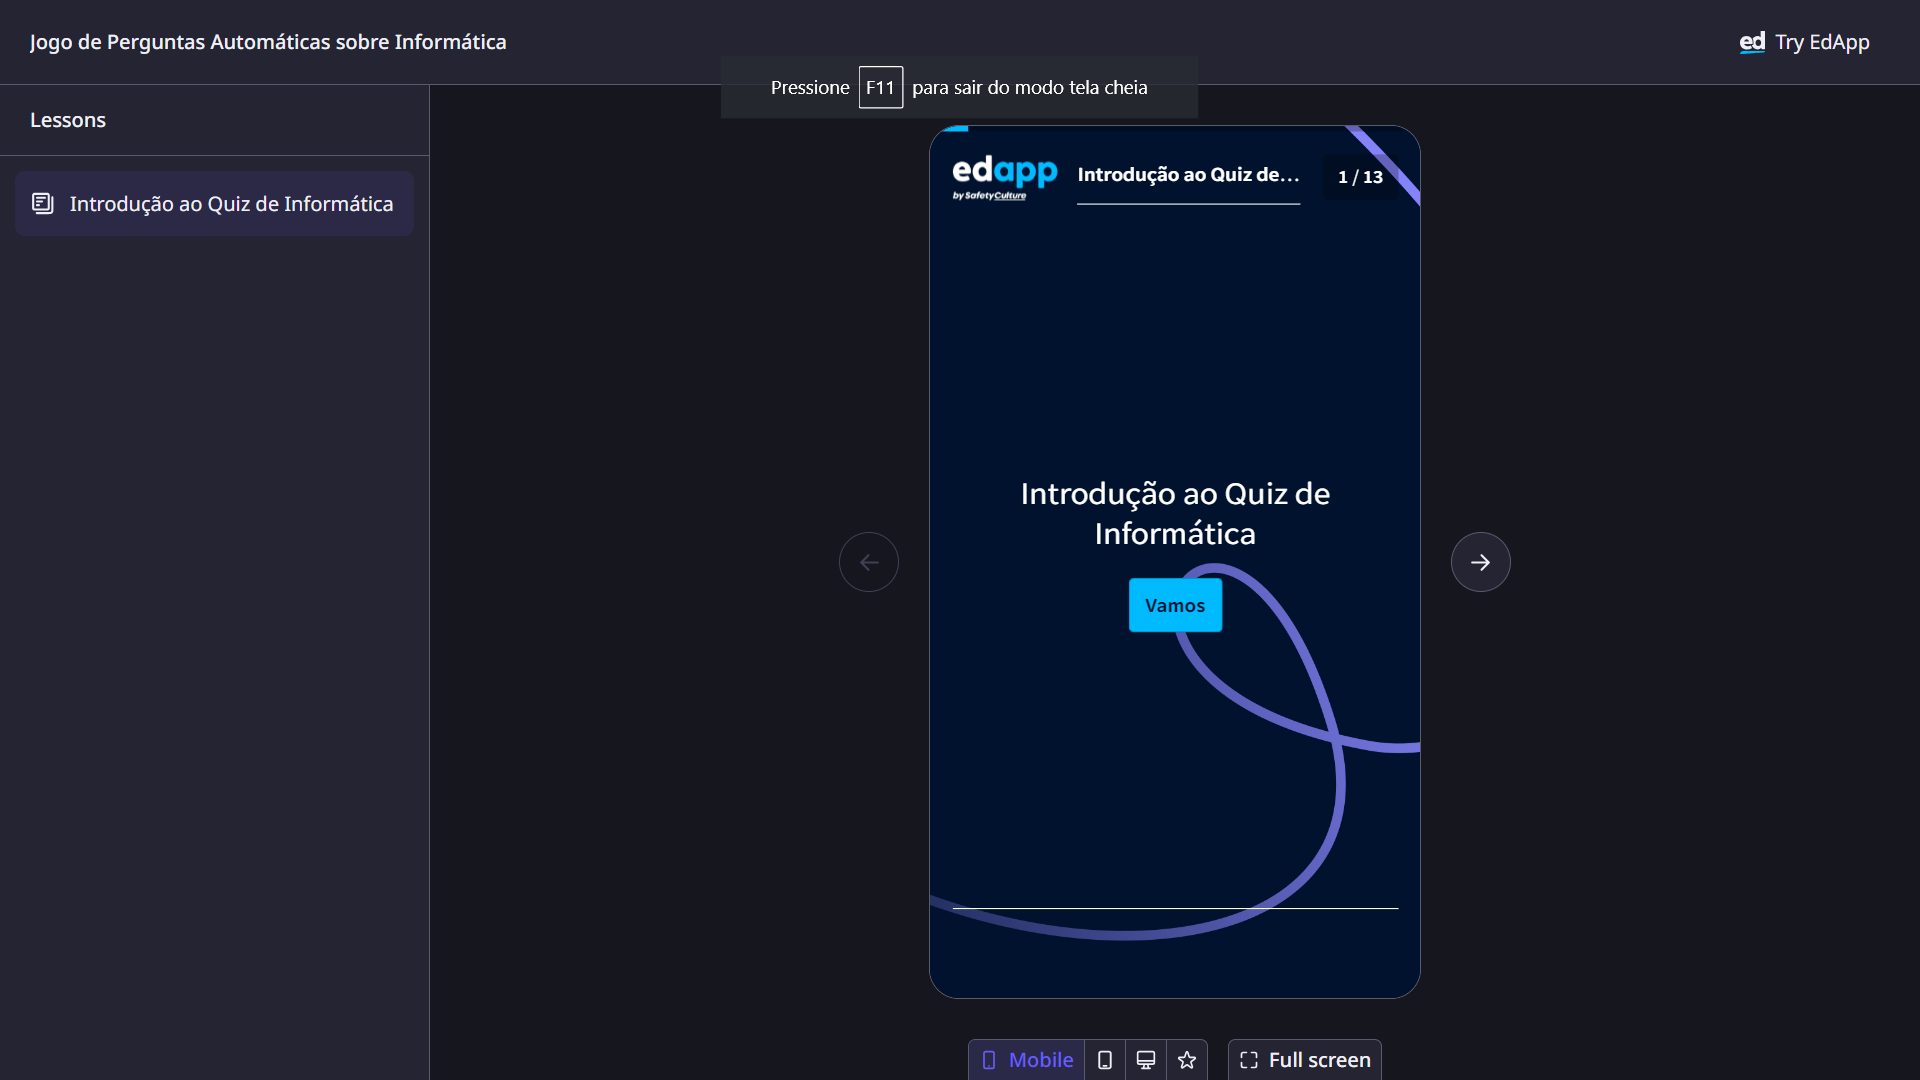 Jogo de Perguntas Automáticas sobre Informática
ed Try EdApp
Pressione F11 para sair do modo tela cheia
Lessons
Introdução ao Quiz de Informática
edapp
by SafetyCulture
Introdução ao Quiz de...
1 / 13
Introdução ao Quiz de
Informática
Vamos
Mobile
Full screen